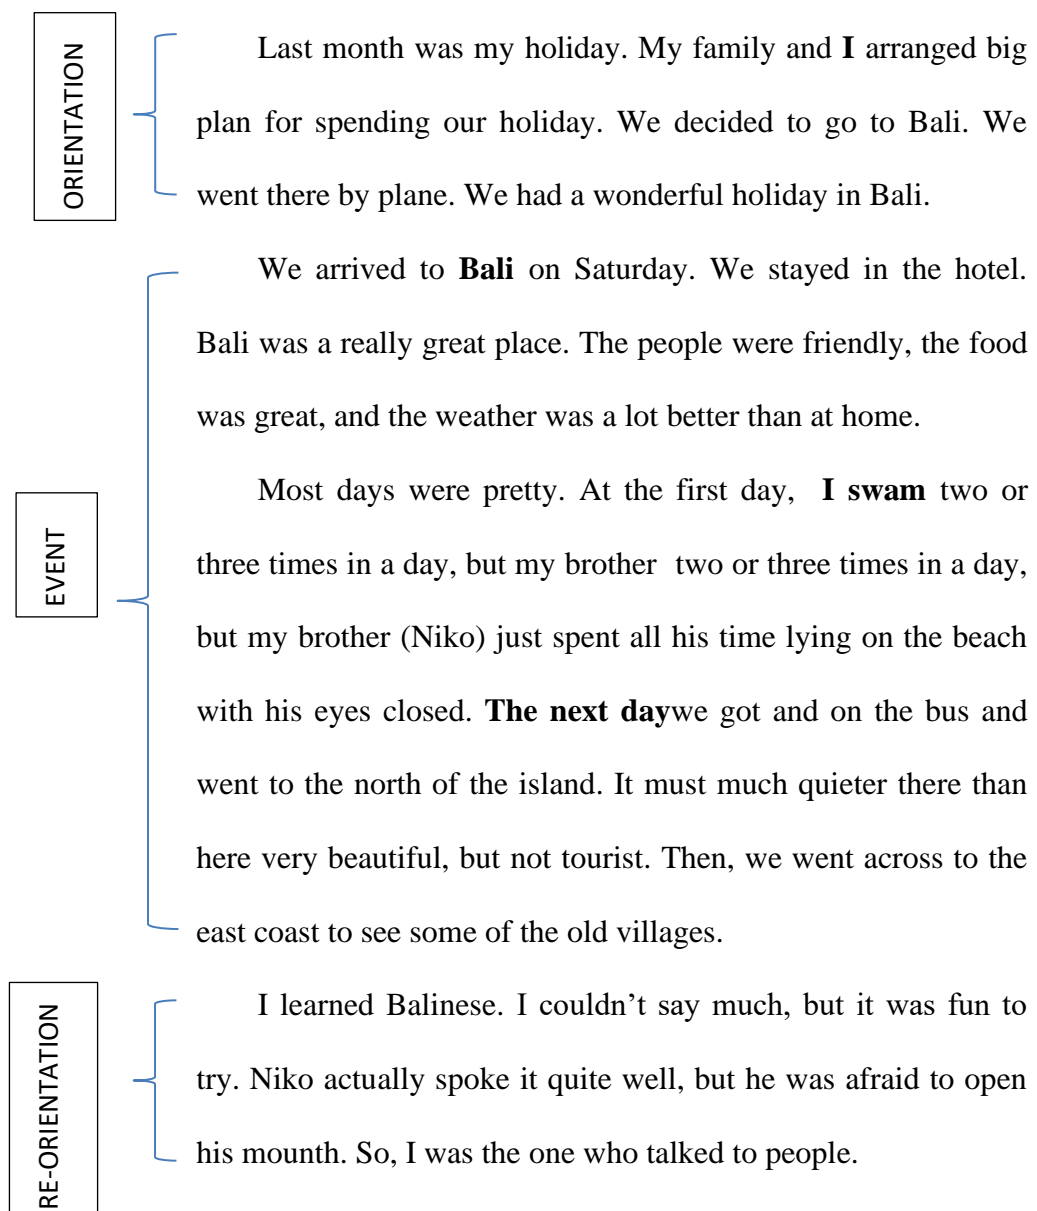 ORIENTATION
Last month was my holiday. My family and I arranged big
plan for spending our holiday. We decided to go to Bali. We
went there by plane. We had a wonderful holiday in Bali.
EVENT
We arrived to Bali on Saturday. We stayed in the hotel.
Bali was a really great place. The people were friendly, the food
was great, and the weather was a lot better than at home.
Most days were pretty. At the first day, I swam two or
three times in a day, but my brother two or three times in a day,
but my brother (Niko) just spent all his time lying on the beach
with his eyes closed. The next daywe got and on the bus and
went to the north of the island. It must much quieter there than
here very beautiful, but not tourist. Then, we went across to the
east coast to see some of the old villages.
RE-ORIENTATION
I learned Balinese. I couldn’t say much, but it was fun to
try. Niko actually spoke it quite well, but he was afraid to open
his mounth. So, I was the one who talked to people.